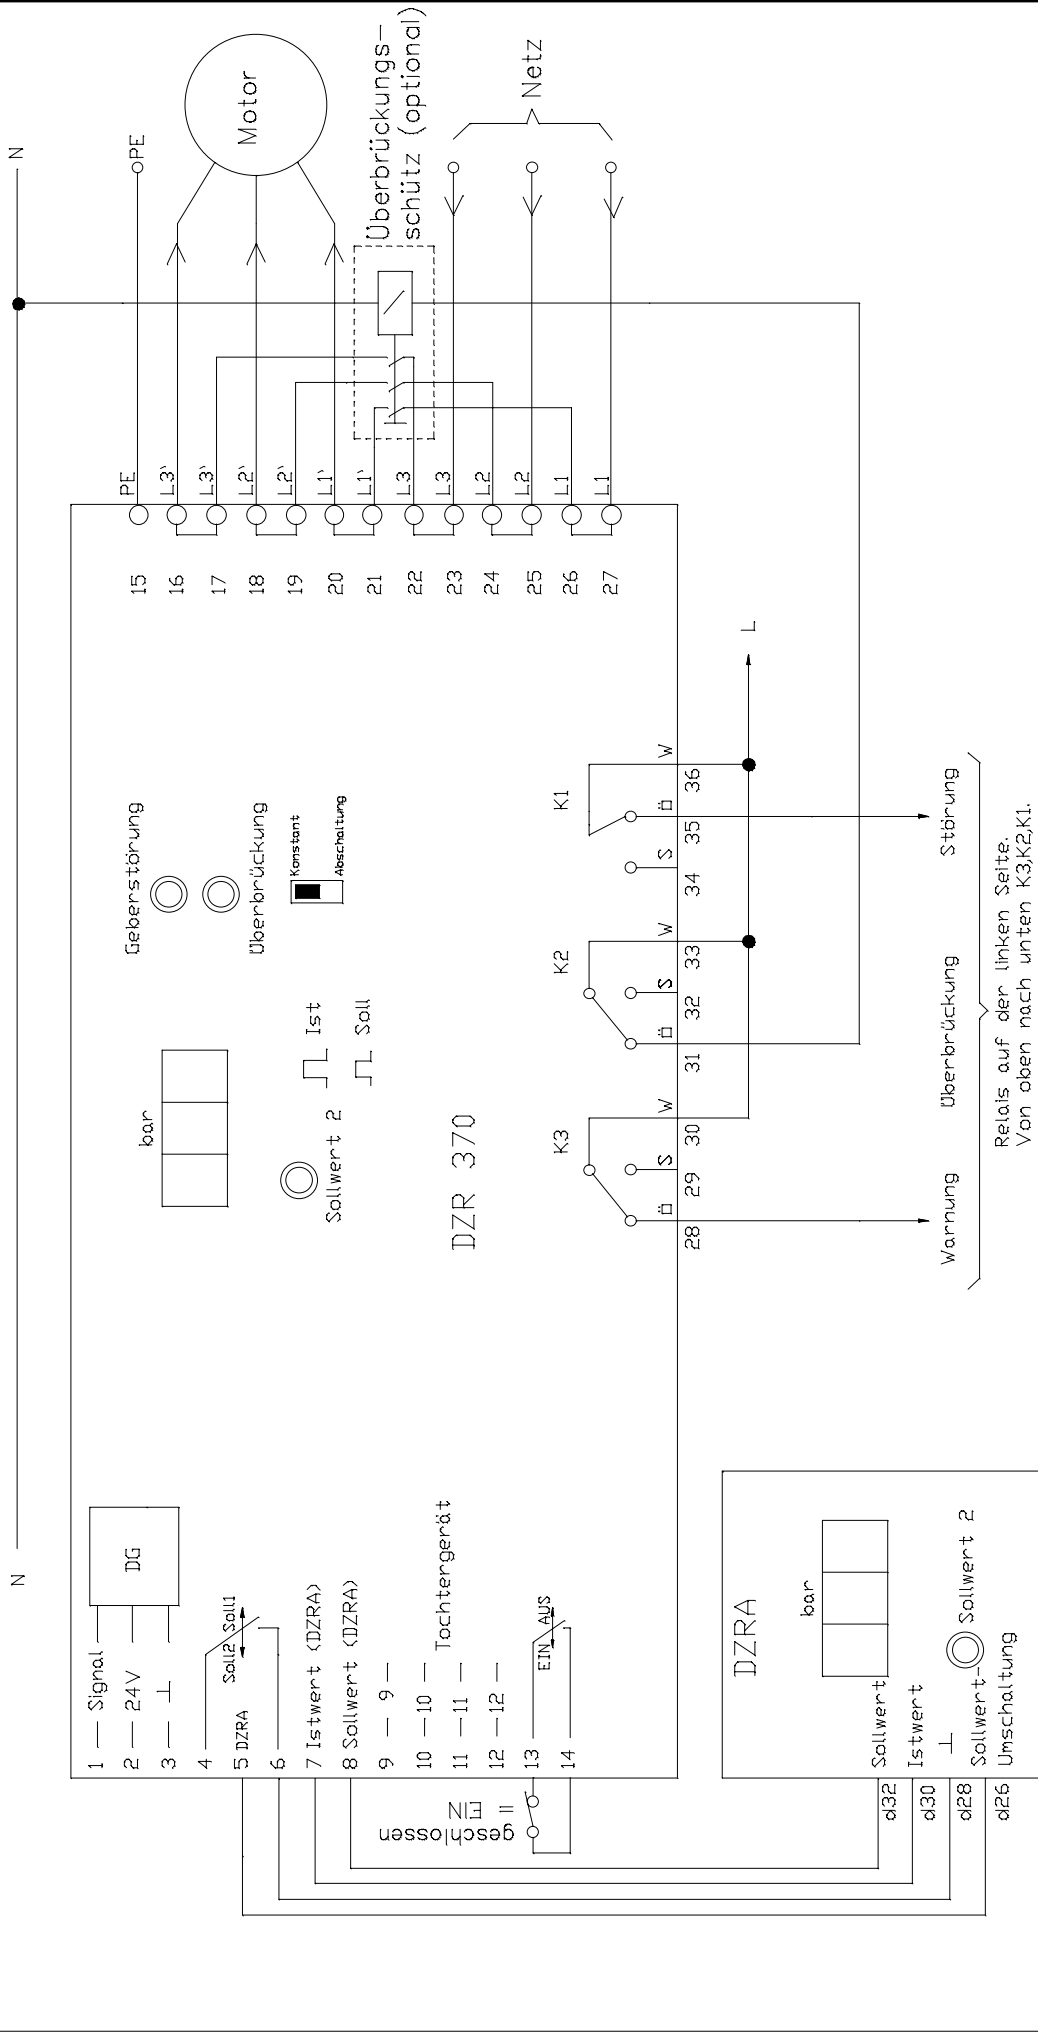 N
N
1 Signal
2 24V
3
DG
4
Soll2 Soll1
5 DZRA
6
7 Istwert (DZRA)
8 Sollwert (DZRA)
9 9
10 10
11 11
12 12
Tochtergerät
13
14
EIN AUS
geschlossen
= EIN
bar
Sollwert 2
Ist
Soll
Geberstörung
Überbrückung
Konstant
Abschaltung
DZR 370
15 PE
16 L3'
17 L3'
18 L2'
19 L2'
20 L1'
21 L1'
22 L3
23 L3
24 L2
25 L2
26 L1
27 L1
PE
Motor
Überbrückungs-
schütz (optional)
Netz
K3
K2
K1
Ö S W
Ö S W
S Ö W
28 29 30 31 32 33 34 35 36
L
Warnung
Überbrückung
Störung
Relais auf der linken Seite.
Von oben nach unten K3,K2,K1.
DZRA
bar
d32 Sollwert
d30 Istwert
d28
d26 Sollwert-
Umschaltung
Sollwert 2